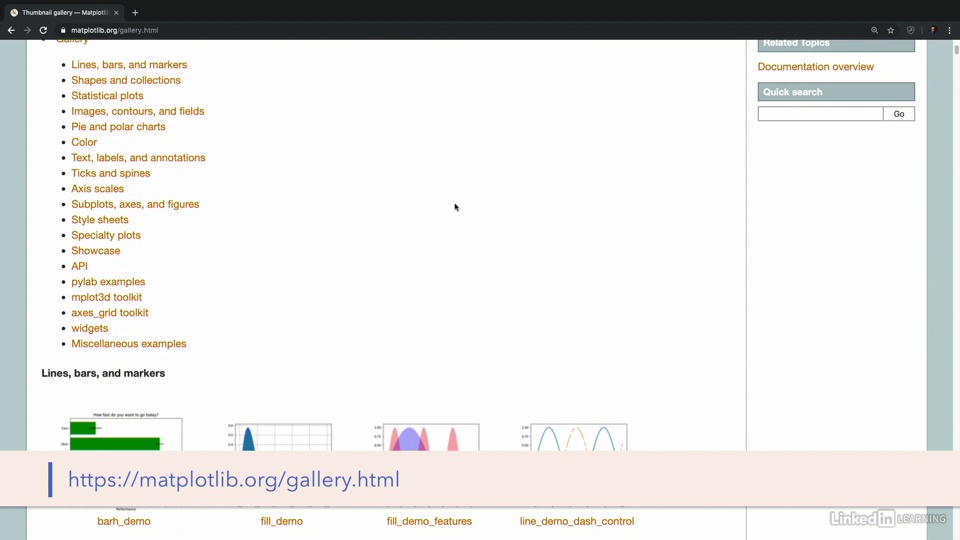 Thumbnail gallery — Matplotli
matplotlib.org/gallery.html
Gallery
Related Topics
Lines, bars, and markers
Shapes and collections
Statistical plots
Images, contours, and fields
Pie and polar charts
Color
Text, labels, and annotations
Ticks and spines
Axis scales
Subplots, axes, and figures
Style sheets
Specialty plots
Showcase
API
pylab examples
mplot3d toolkit
axes_grid toolkit
widgets
Miscellaneous examples
Documentation overview
Quick search
Go
Lines, bars, and markers
How fast do you want to go today?
https://matplotlib.org/gallery.html
barh_demo
fill_demo
fill_demo_features
line_demo_dash_control
Linked in LEARNING